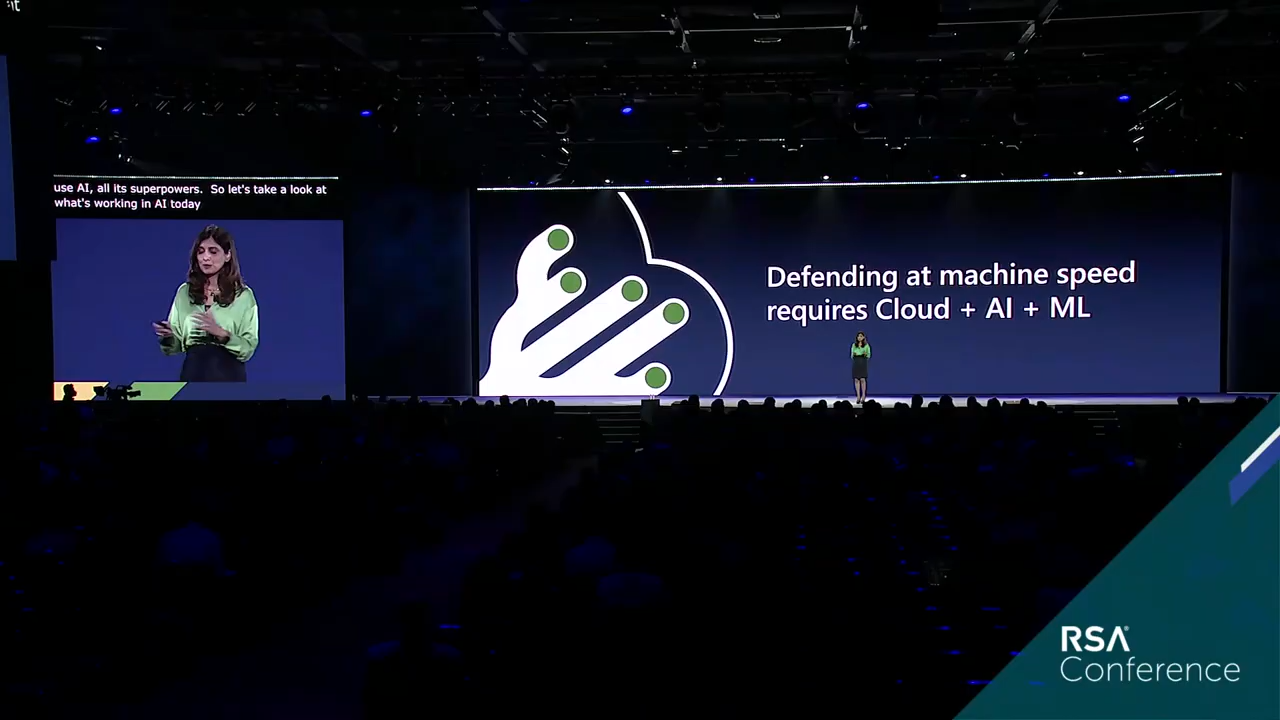 use AI, all its superpowers.  So let's take a look at
what's working in AI today
Defending at machine speed
requires Cloud + AI + ML
RSA
Conference